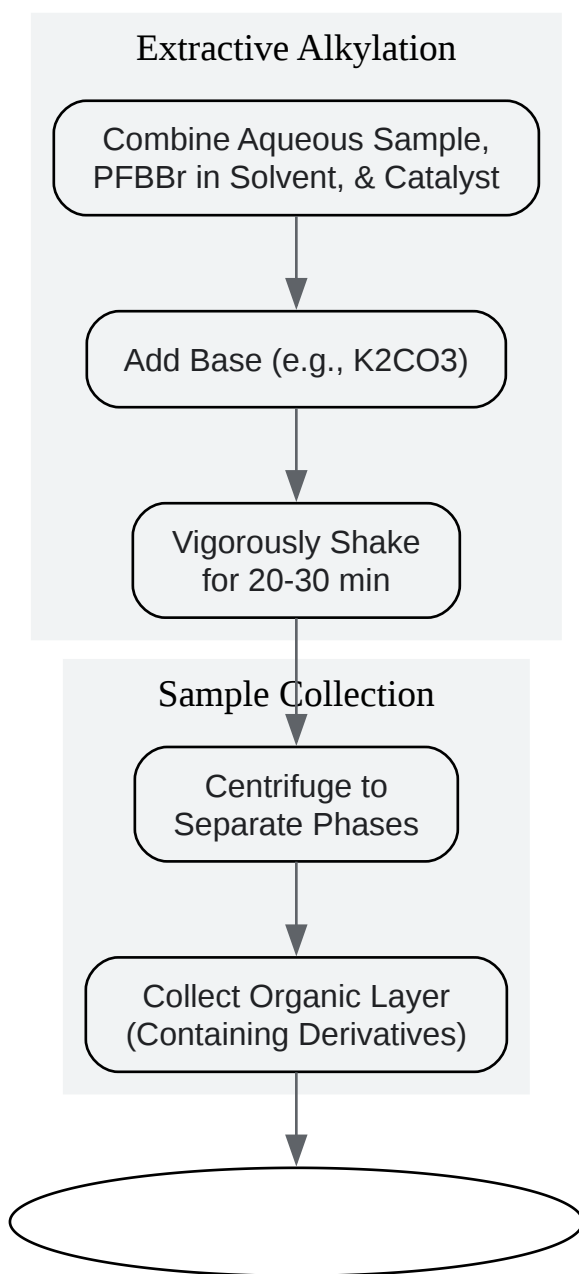 Extractive Alkylation
Combine Aqueous Sample,
PFBBr in Solvent, & Catalyst
Add Base (e.g., K2CO3)
Vigorously Shake
for 20-30 min
Sample Collection
Centrifuge to
Separate Phases
Collect Organic Layer
(Containing Derivatives)